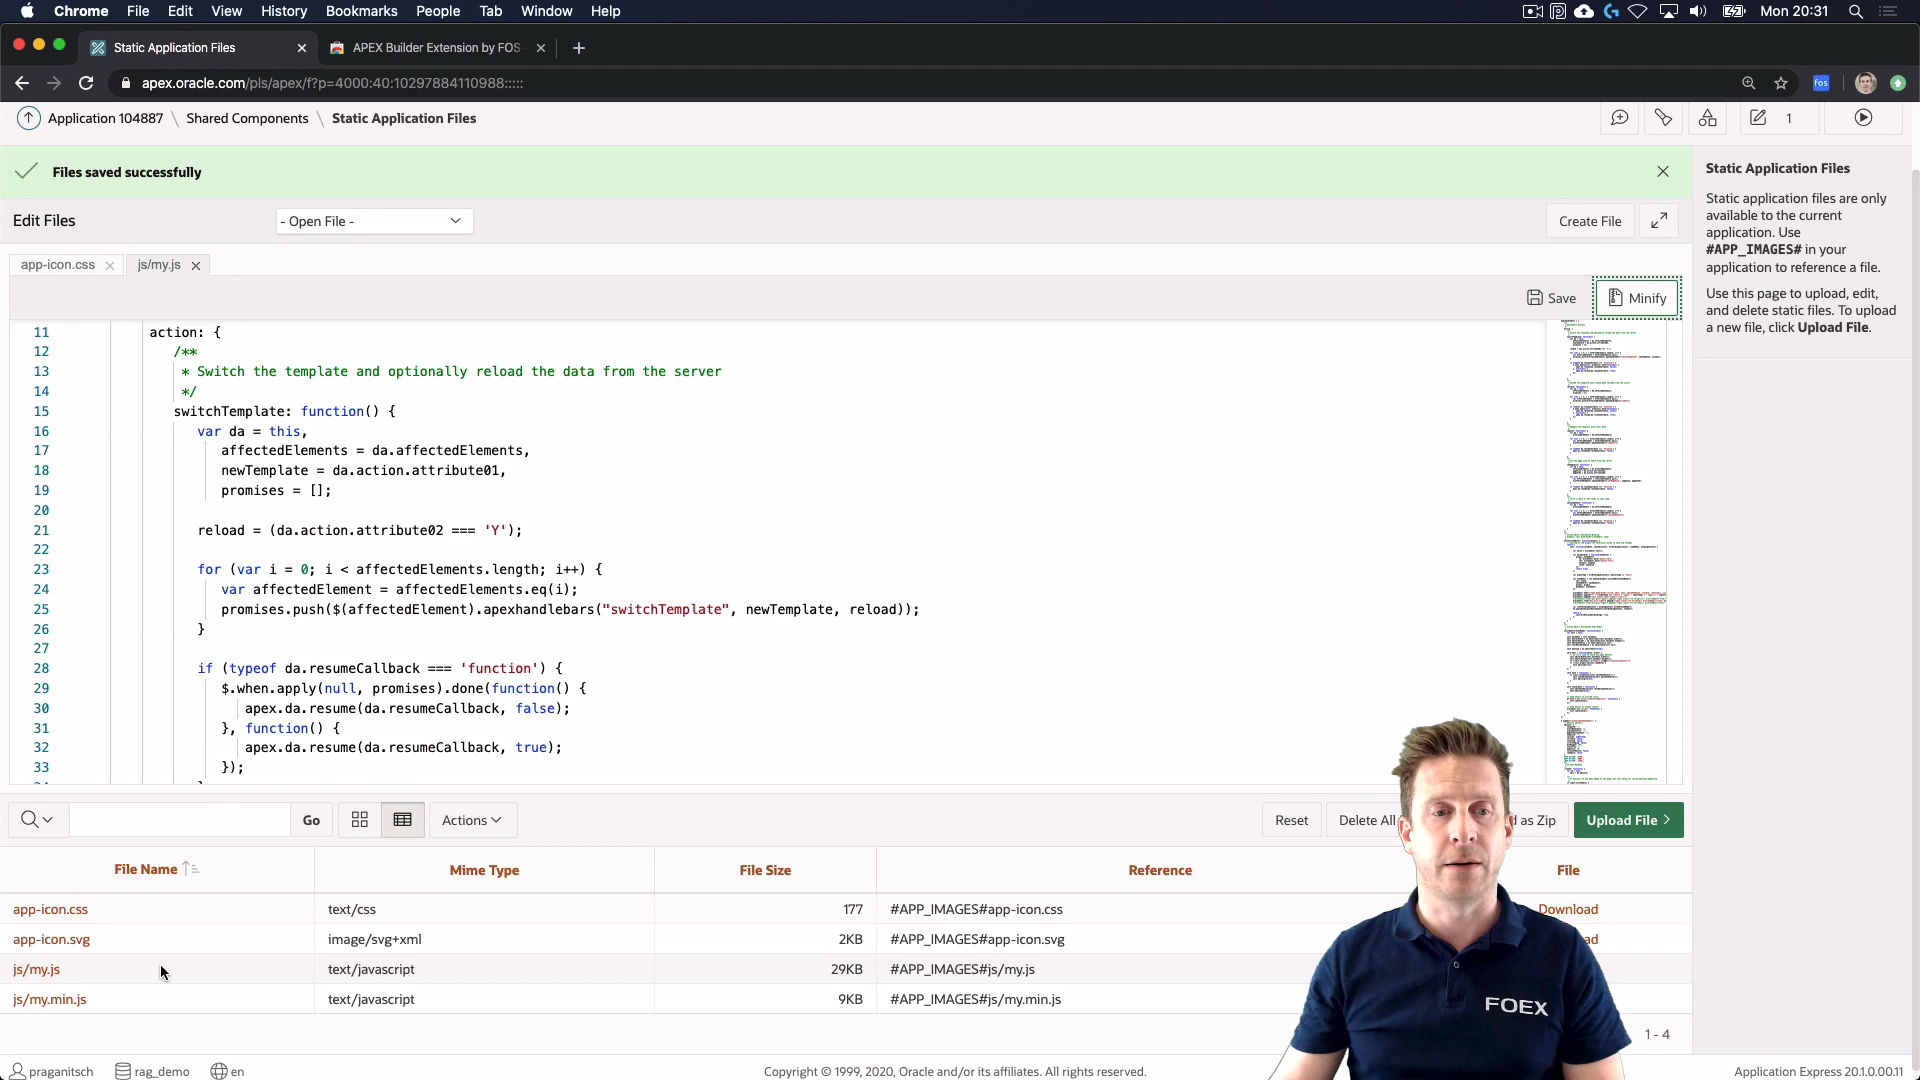 Chrome File Edit View History Bookmarks People Tab Window Help Mon 20:31
Static Application Files
APEX Builder Extension by FOS
apex.oracle.com/pls/apex/f?p=4000:40:10297884110988:::::
fos
Application 104887 \ Shared Components \ Static Application Files
1
Files saved successfully
Edit Files
- Open File -
Create File
app-icon.css
js/my.js
Save
Minify
11 action: {
12 /**
13 * Switch the template and optionally reload the data from the server
14 */
15 switchTemplate: function() {
16 var da = this,
17 affectedElements = da.affectedElements,
18 newTemplate = da.action.attribute01,
19 promises = [];
20
21 reload = (da.action.attribute02 === 'Y');
22
23 for (var i = 0; i < affectedElements.length; i++) {
24 var affectedElement = affectedElements.eq(i);
25 promises.push($(affectedElement).apexhandlebars("switchTemplate", newTemplate, reload));
26 }
27
28 if (typeof da.resumeCallback === 'function') {
29 $.when.apply(null, promises).done(function() {
30 apex.da.resume(da.resumeCallback, false);
31 }, function() {
32 apex.da.resume(da.resumeCallback, true);
33 });
Static Application Files
Static application files are only
available to the current
application. Use
#APP_IMAGES# in your
application to reference a file.
Use this page to upload, edit,
and delete static files. To upload
a new file, click Upload File.
Go
Actions
Reset
Delete All
as Zip
Upload File
File Name Mime Type File Size Reference File
app-icon.css text/css 177 #APP_IMAGES#app-icon.css Download
app-icon.svg image/svg+xml 2KB #APP_IMAGES#app-icon.svg
js/my.js text/javascript 29KB #APP_IMAGES#js/my.js
js/my.min.js text/javascript 9KB #APP_IMAGES#js/my.min.js
FOEX
1 - 4
praganitsch rag_demo en
Copyright © 1999, 2020, Oracle and/or its affiliates. All rights reserved.
Application Express 20.1.0.00.11